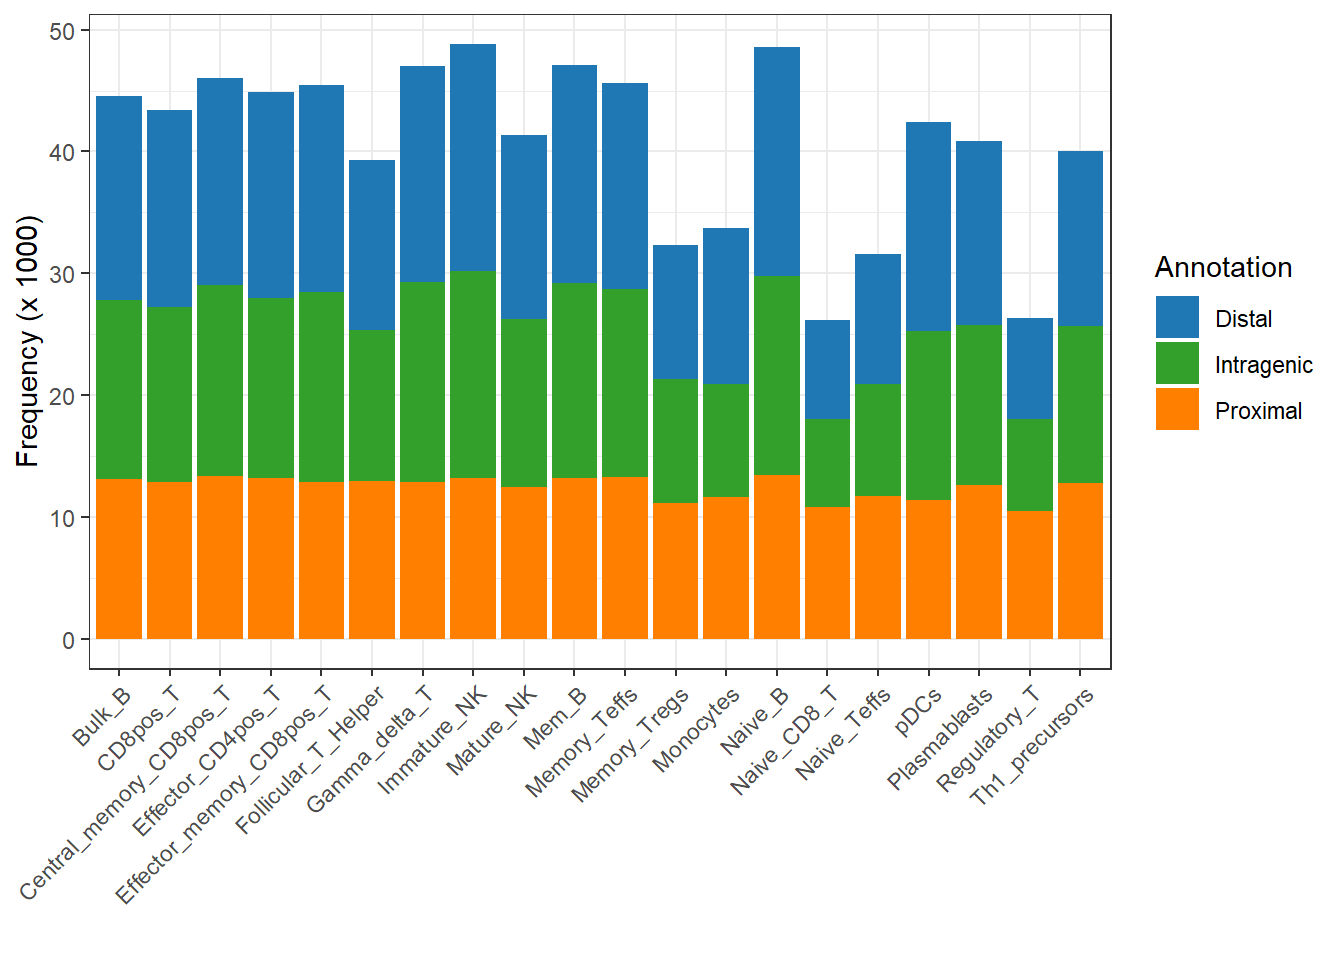 Frequency (x 1000)
50
40
30
20
10
0
Bulk_B
CD8pos_T
Central_memory_CD8pos_T
Effector_CD4pos_T
Effector_memory_CD8pos_T
Follicular_T_Helper
Gamma_delta_T
Immature_NK
Mature_NK
Mem_B
Memory_Teffs
Memory_Tregs
Monocytes
Naive_B
Naive_CD8_T
Naive_Teffs
pDCs
Plasmablasts
Regulatory_T
Th1_precursors
Annotation
Distal
Intragenic
Proximal